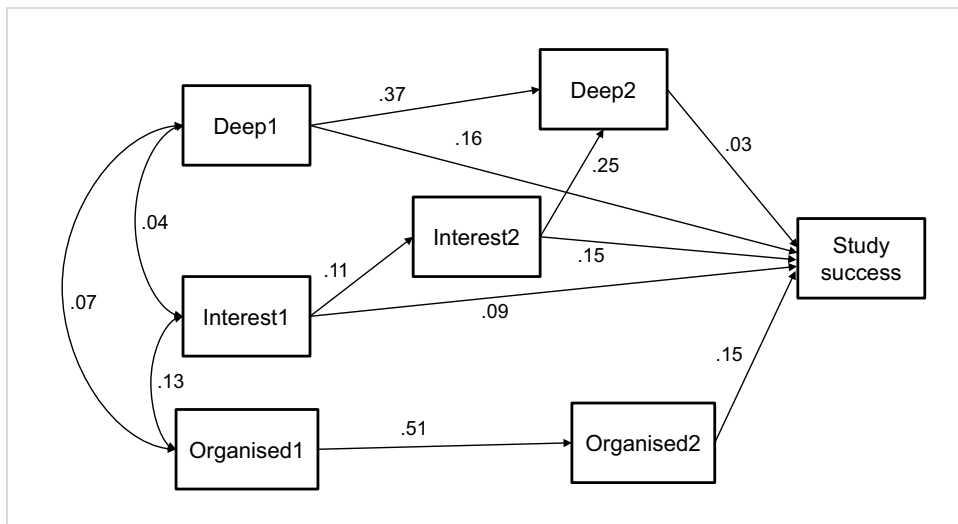 Deep2
.37
Deep1
.16
.03
.25
.04
Interest2
Study
success
.15
.11
.07
Interest1
.09
.13
.15
.51
Organised1
Organised2